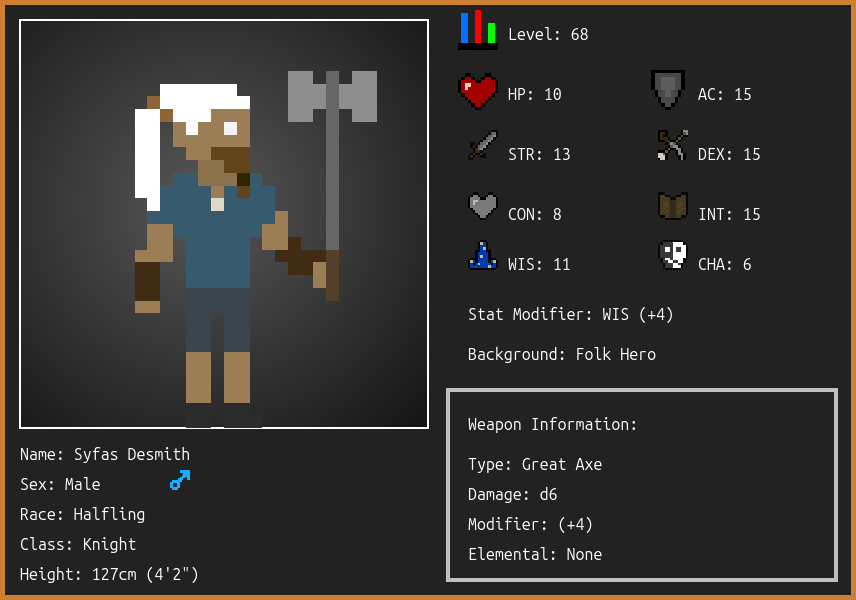 Level: 68
HP: 10
AC: 15
STR: 13
DEX: 15
CON: 8
INT: 15
WIS: 11
CHA: 6
Stat Modifier: WIS (+4)
Background: Folk Hero
Weapon Information:
Type: Great Axe
Damage: d6
Modifier: (+4)
Elemental: None
Name: Syfas Desmith
Sex: Male
Race: Halfling
Class: Knight
Height: 127cm (4'2")